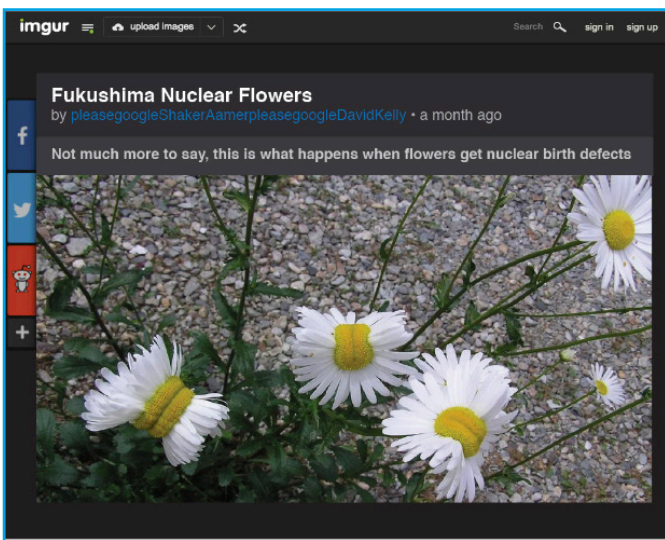 imgur upload images Search sign in sign up
Fukushima Nuclear Flowers
by pleasegoogleShakerAamerpleasegoogleDavidKelly • a month ago
Not much more to say, this is what happens when flowers get nuclear birth defects